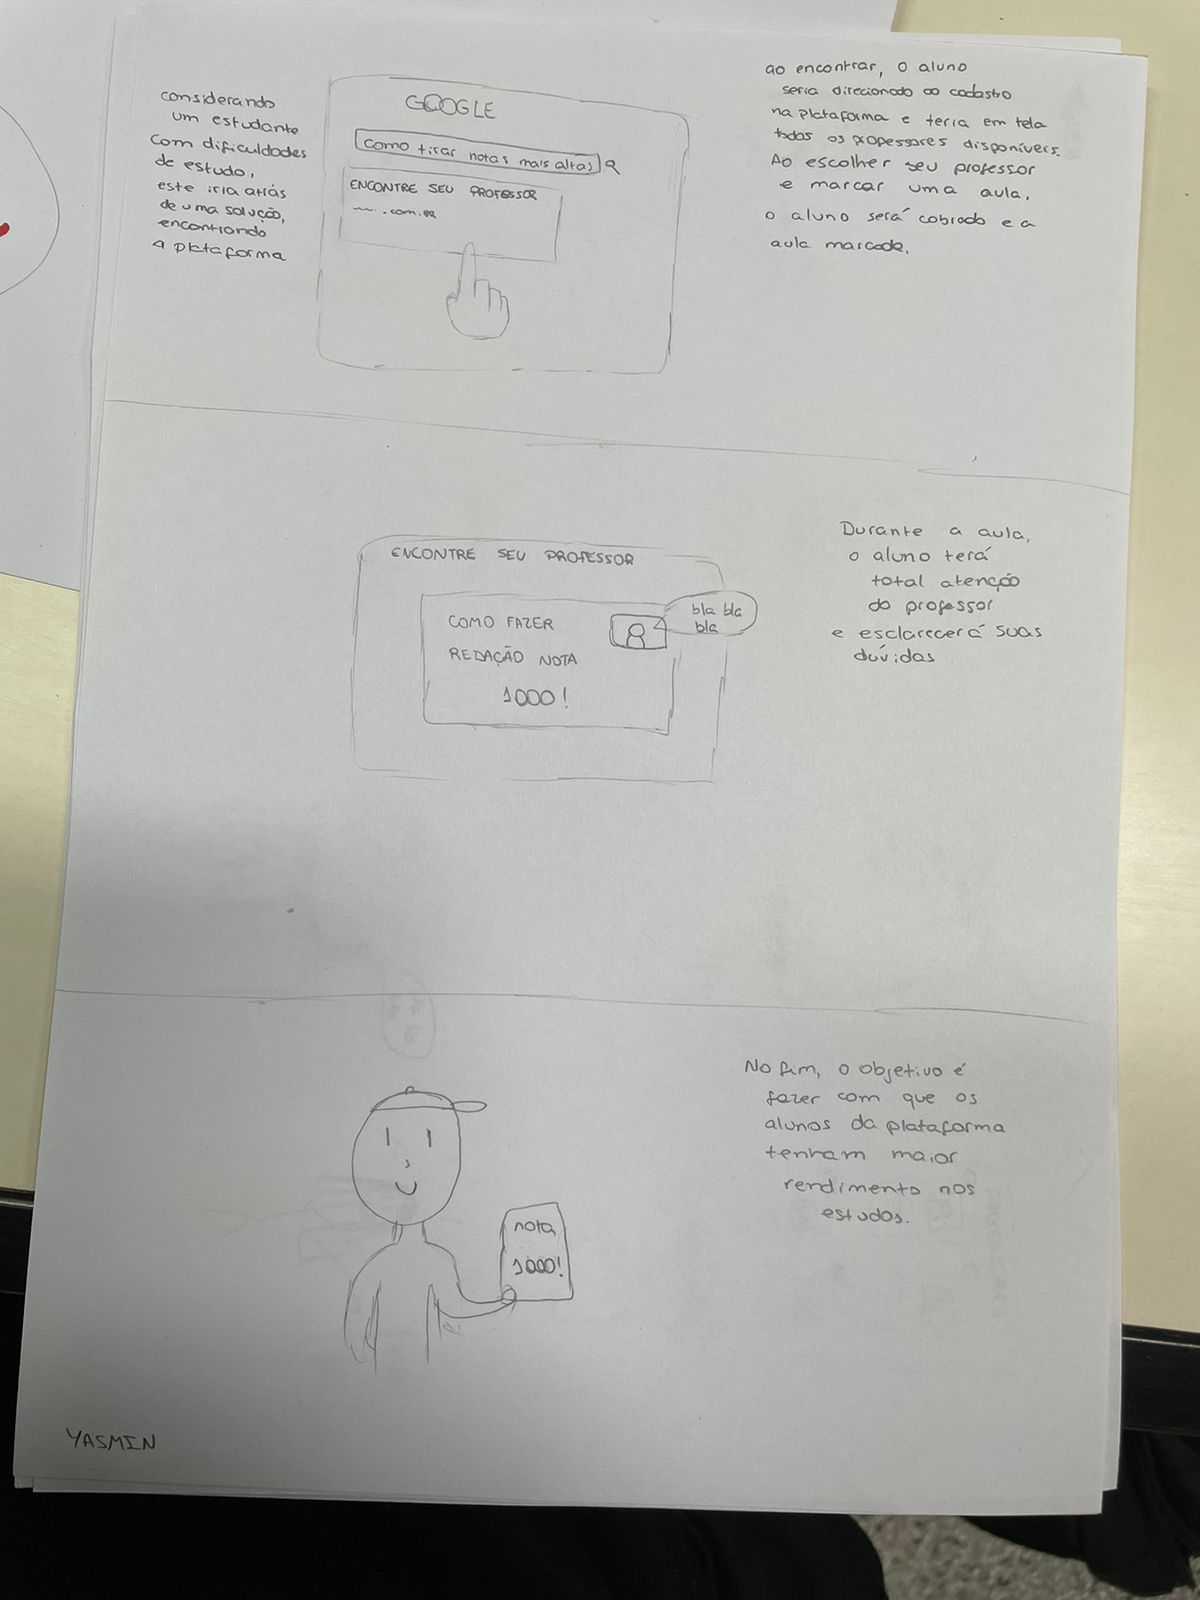 considerando
um estudante
com dificuldades
de estudo,
este iria atrás
de uma solução,
encontrando
a plataforma
GOOGLE
Como tirar notas mais altas
ENCONTRE SEU PROFESSOR
.com.br
ao encontrar, o aluno
seria direcionado ao cadastro
na plataforma e teria em tela
todos os professores disponívers.
Ao escolher seu professor
e marcar uma aula,
o aluno será cobrado e a
aula marcada.
ENCONTRE SEU PROFESSOR
COMO FAZER
REDAÇÃO NOTA
1000!
bla bla
bla
Durante a aula,
o aluno terá
total atenção
do professor
e esclarecerá suas
dúvidas.
nota
1000!
No fim, o objetivo é
fazer com que os
alunos da plataforma
tenham maior
rendimento nos
estudos.
YASMIN